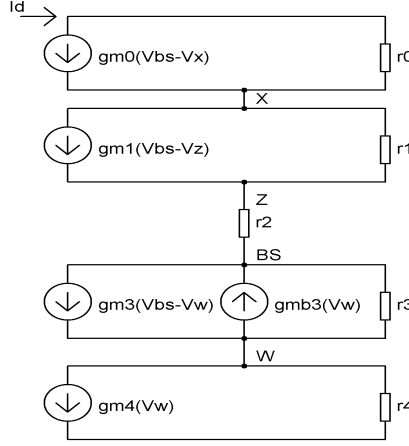 Id
gm0(Vbs-Vx)
r0
X
gm1(Vbs-Vz)
r1
Z
r2
BS
gm3(Vbs-Vw)
gmb3(Vw)
r3
W
gm4(Vw)
r4